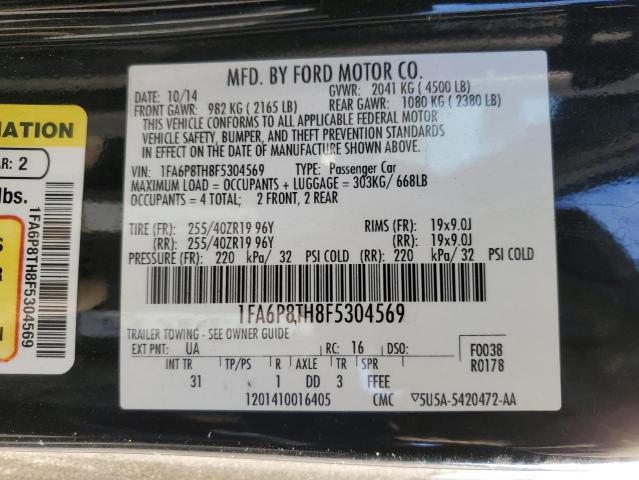 MFD. BY FORD MOTOR CO.
DATE: 10/14 GVWR: 2041 KG ( 4500 LB)
FRONT GAWR: 982 KG ( 2165 LB) REAR GAWR: 1080 KG ( 2380 LB)
THIS VEHICLE CONFORMS TO ALL APPLICABLE FEDERAL MOTOR
VEHICLE SAFETY, BUMPER, AND THEFT PREVENTION STANDARDS
IN EFFECT ON THE DATE OF MANUFACTURE SHOWN ABOVE.
VIN: 1FA6P8TH8F5304569 TYPE: Passenger Car
MAXIMUM LOAD = OCCUPANTS + LUGGAGE = 303KG/ 668LB
OCCUPANTS = 4 TOTAL; 2 FRONT, 2 REAR
TIRE (FR): 255/40ZR19 96Y RIMS (FR): 19x9.0J
(RR): 255/40ZR19 96Y (RR): 19x9.0J
PRESSURE (FR): 220 kPa/ 32 PSI COLD (RR): 220 kPa/ 32 PSI COLD
1FA6P8TH8F5304569
TRAILER TOWING - SEE OWNER GUIDE
EXT PNT: UA RC: 16 DSO: F0038
R0178
INT TR TP/PS R AXLE TR SPR
31 1 DD 3 FFEE
1201410016405 CMC 5U5A-5420472-AA
MATION
AR: 2
lbs.
S
R
N
1FA6P8TH8F5304569